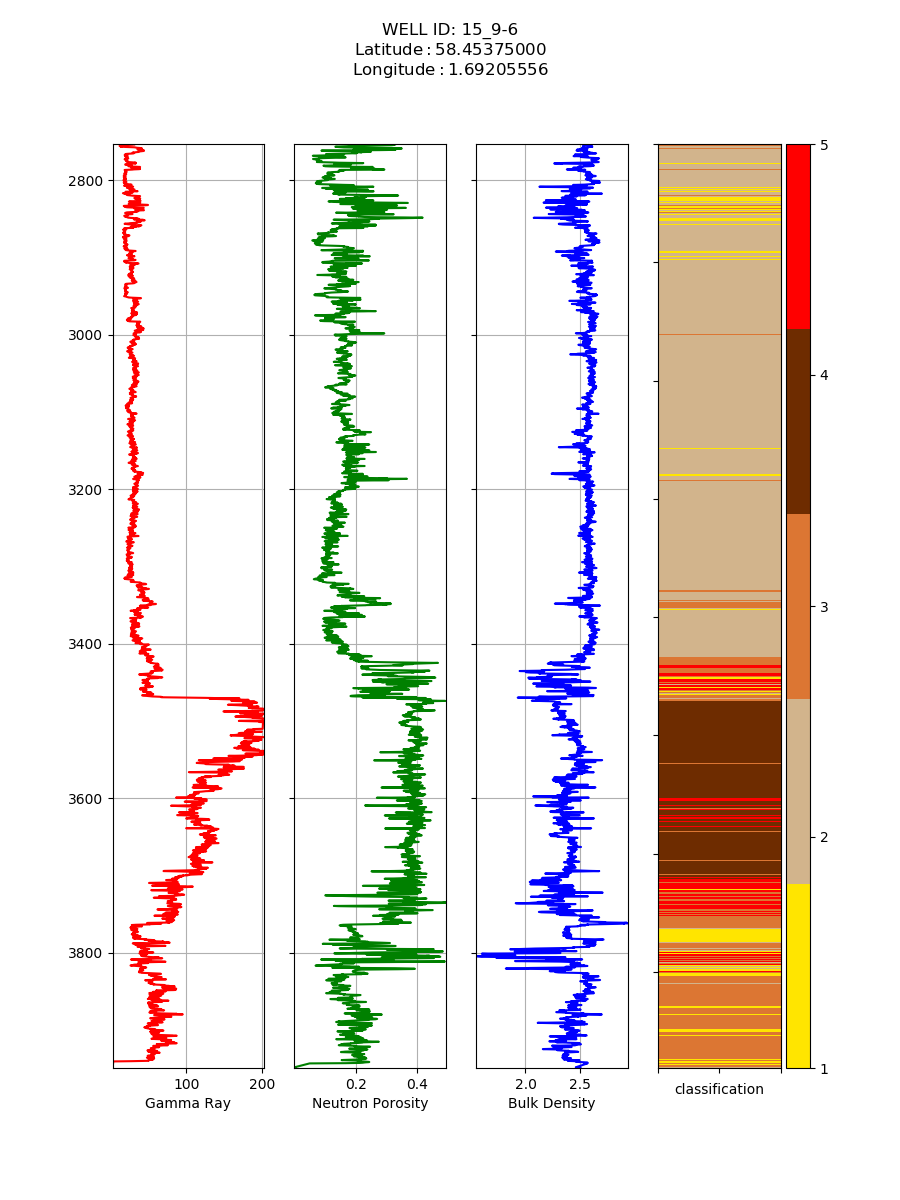 WELL ID: 15_9-6
Latitude : 58.45375000
Longitude : 1.69205556
2800
3000
3200
3400
3600
3800
100 200
Gamma Ray
0.2 0.4
Neutron Porosity
2.0 2.5
Bulk Density
classification
5
4
3
2
1